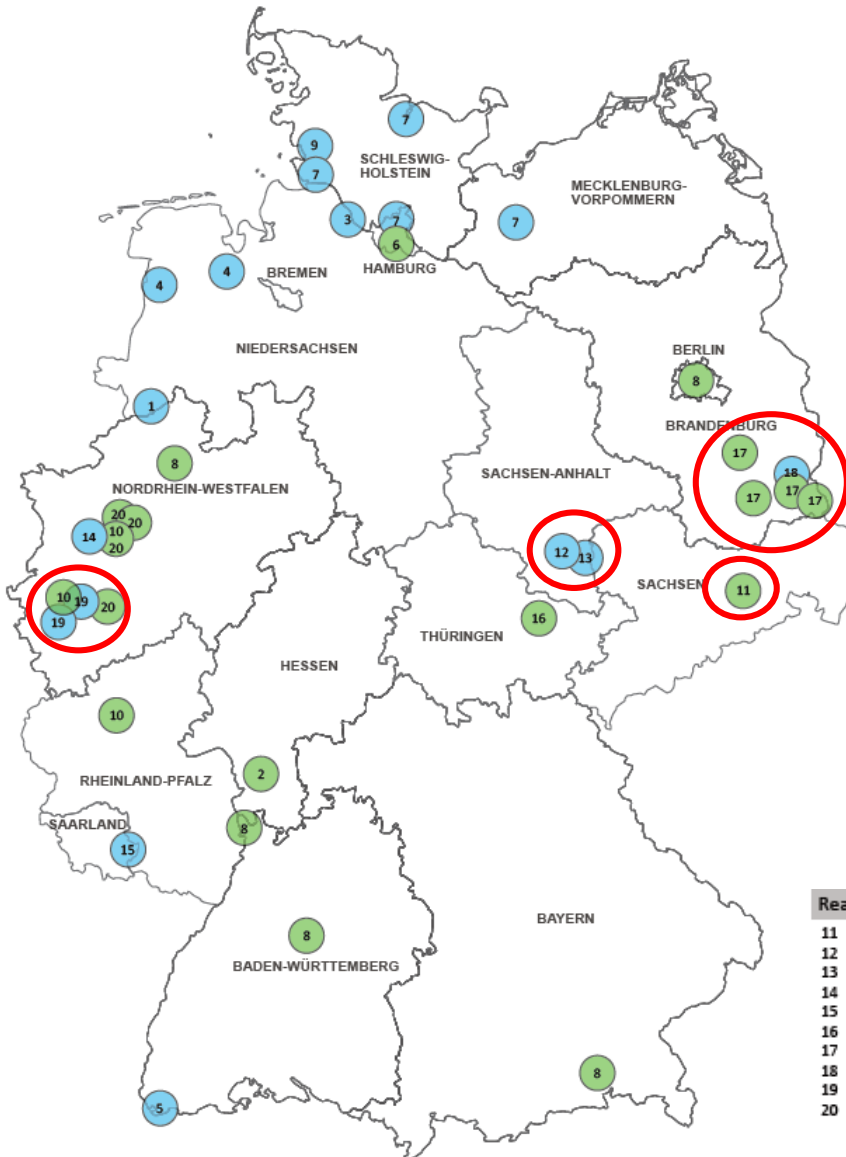 7
9
SCHLESWIG-
HOLSTEIN
7
MECKLENBURG-
VORPOMMERN
3
7
7
6
HAMBURG
4
BREMEN
4
NIEDERSACHSEN
BERLIN
8
1
BRANDENBURG
8
17
SACHSEN-ANHALT
18
NORDRHEIN-WESTFALEN
17
17
17
20
20
10
14
20
12
13
SACHSEN
11
10
19
20
19
16
THÜRINGEN
HESSEN
10
2
RHEINLAND-PFALZ
SAARLAND
8
15
Rea
11
12
13
14
15
16
17
18
19
20
BAYERN
8
BADEN-WÜRTTEMBERG
8
5